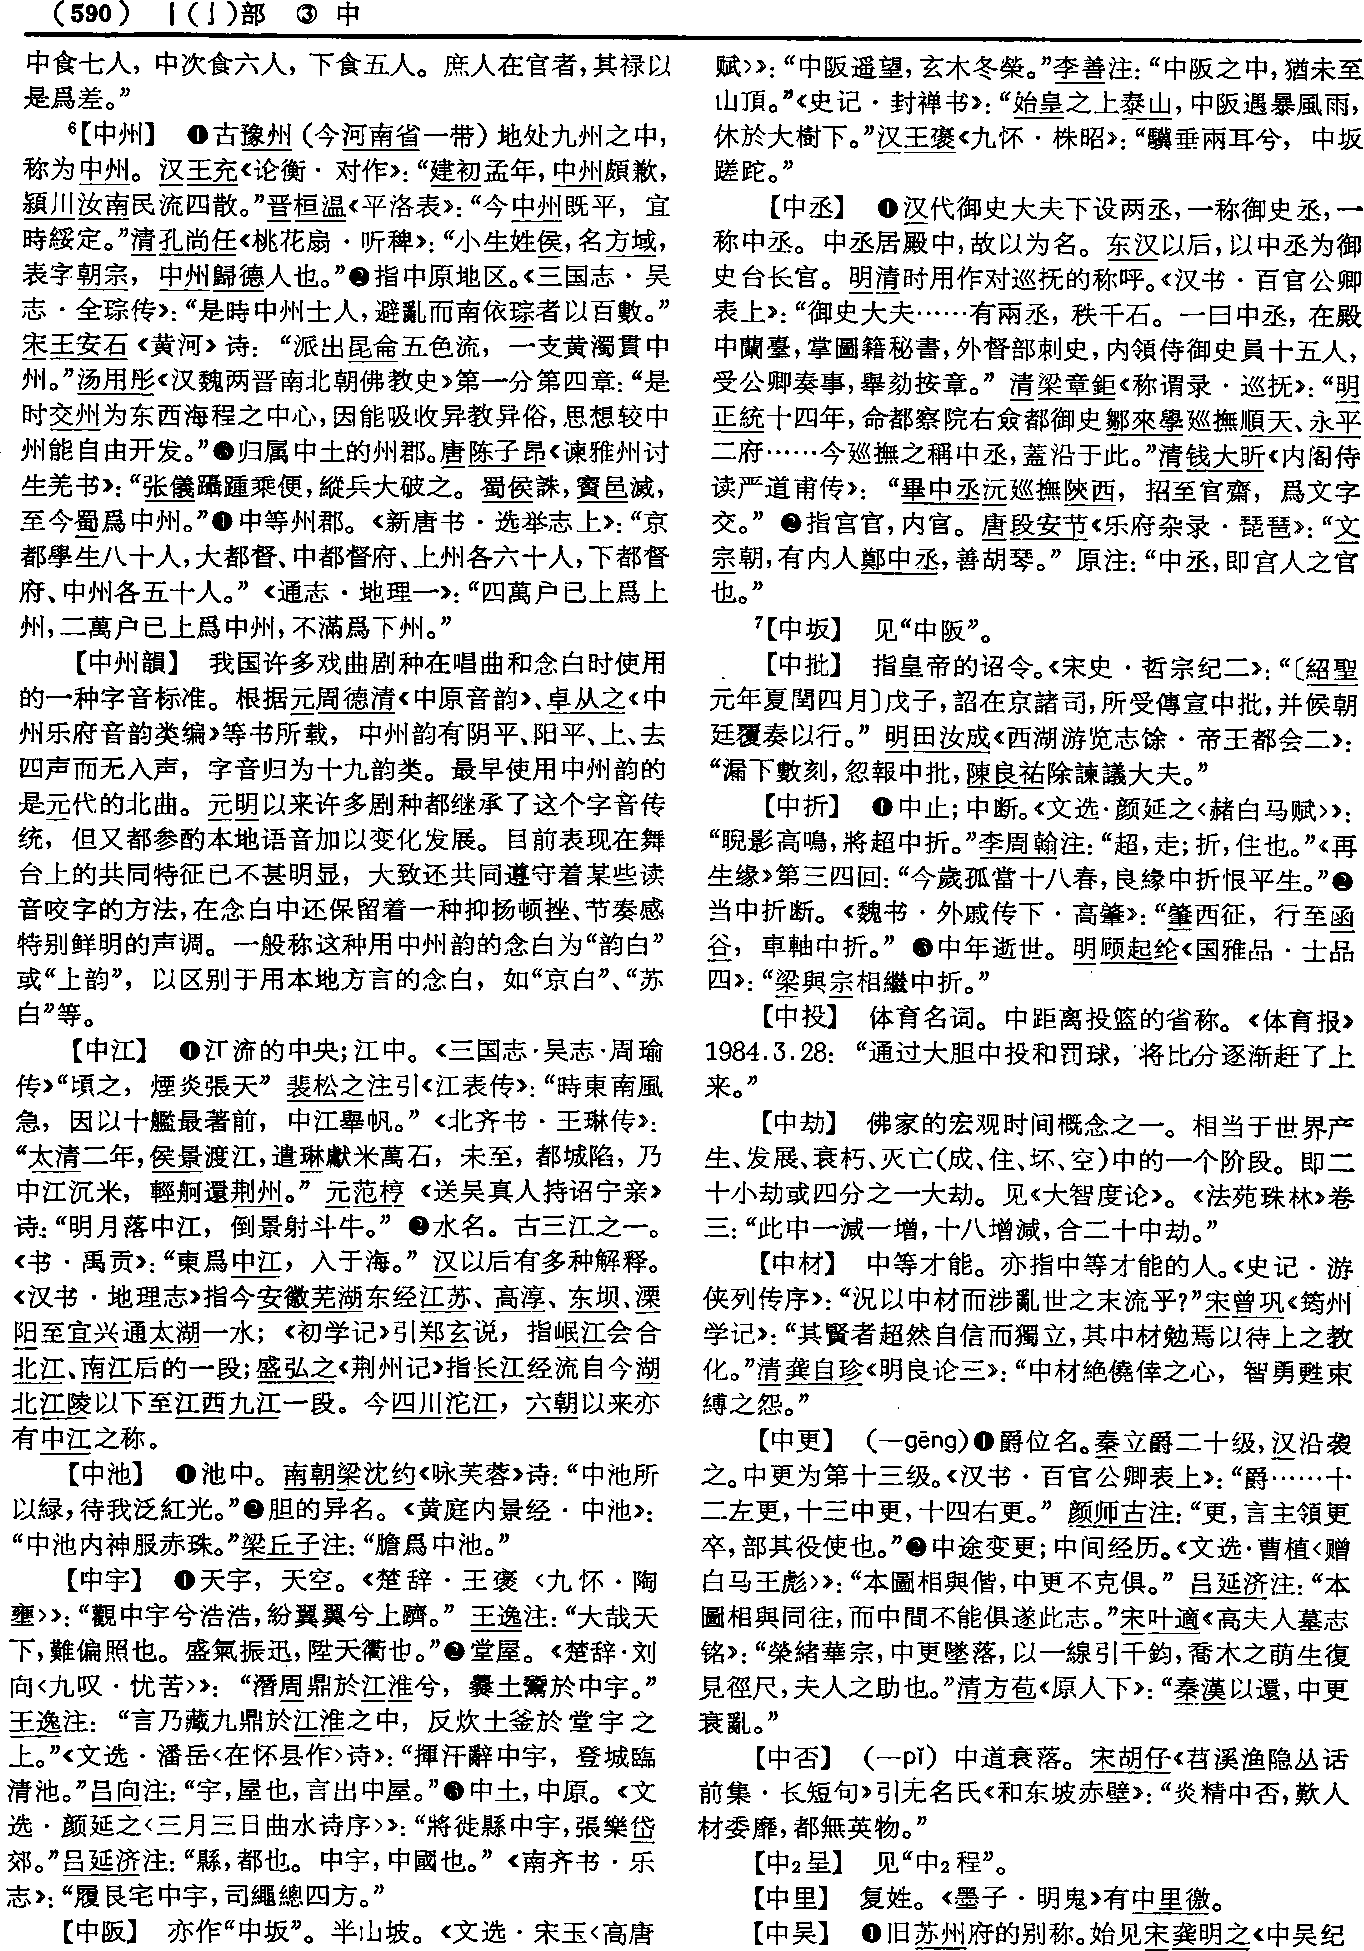 （590） 丨(亅)部 ③ 中
中食七人，中次食六人，下食五人。庶人在官者，其禄以
是爲差。”
⁶【中州】 ❶古豫州（今河南省一带）地处九州之中，
称为中州。汉王充《论衡·对作》：“建初孟年，中州頗歉，
潁川汝南民流四散。”晋桓温《平洛表》：“今中州既平，宜
時綏定。”清孔尚任《桃花扇·听稗》：“小生姓侯，名方域，
表字朝宗，中州歸德人也。”❷指中原地区。《三国志·吴
志·全琮传》：“是時中州士人，避亂而南依琮者以百數。”
宋王安石《黄河》诗：“派出昆侖五色流，一支黄濁貫中
州。”汤用彤《汉魏两晋南北朝佛教史》第一分第四章：“是
时交州为东西海程之中心，因能吸收异教异俗，思想较中
州能自由开发。”❸归属中土的州郡。唐陈子昂《谏雅州讨
生羌书》：“张儀躡踵乘便，縱兵大破之。蜀侯誅，賨邑滅，
至今蜀爲中州。”❹中等州郡。《新唐书·选举志上》：“京
都學生八十人，大都督、中都督府、上州各六十人，下都督
府、中州各五十人。”《通志·地理一》：“四萬户已上爲上
州，二萬户已上爲中州，不滿爲下州。”
【中州韻】 我国许多戏曲剧种在唱曲和念白时使用
的一种字音标准。根据元周德清《中原音韵》、卓从之《中
州乐府音韵类编》等书所载，中州韵有阴平、阳平、上、去
四声而无入声，字音归为十九韵类。最早使用中州韵的
是元代的北曲。元明以来许多剧种都继承了这个字音传
统，但又都参酌本地语音加以变化发展。目前表现在舞
台上的共同特征已不甚明显，大致还共同遵守着某些读
音咬字的方法，在念白中还保留着一种抑扬顿挫、节奏感
特别鲜明的声调。一般称这种用中州韵的念白为“韵白”
或“上韵”，以区别于用本地方言的念白，如“京白”、“苏
白”等。
【中江】 ❶江流的中央；江中。《三国志·吴志·周瑜
传》“頃之，煙炎張天”裴松之注引《江表传》：“時東南風
急，因以十艦最著前，中江舉帆。”《北齐书·王琳传》：
“太清二年，侯景渡江，遣琳獻米萬石，未至，都城陷，乃
中江沉米，輕舸還荆州。”元范梈《送吴真人持诏宁亲》
诗：“明月落中江，倒景射斗牛。”❷水名。古三江之一。
《书·禹贡》：“東爲中江，入于海。”汉以后有多种解释。
《汉书·地理志》指今安徽芜湖东经江苏、高淳、东坝、溧
阳至宜兴通太湖一水；《初学记》引郑玄说，指岷江会合
北江、南江后的一段；盛弘之《荆州记》指长江经流自今湖
北江陵以下至江西九江一段。今四川沱江，六朝以来亦
有中江之称。
【中池】 ❶池中。南朝梁沈约《咏芙蓉》诗：“中池所
以緑，待我泛紅光。”❷胆的异名。《黄庭内景经·中池》：
“中池内神服赤珠。”梁丘子注：“膽爲中池。”
【中宇】 ❶天宇，天空。《楚辞·王褒〈九怀·陶
壅〉》：“觀中宇兮浩浩，紛翼翼兮上躋。”王逸注：“大哉天
下，難偏照也。盛氣振迅，陞天衢也。”❷堂屋。《楚辞·刘
向〈九叹·忧苦〉》：“潛周鼎於江淮兮，爨土鬵於中宇。”
王逸注：“言乃藏九鼎於江淮之中，反炊土釜於堂宇之
上。”《文选·潘岳〈在怀县作〉诗》：“揮汗辭中宇，登城臨
清池。”吕向注：“宇，屋也，言出中屋。”❸中土，中原。《文
选·颜延之〈三月三日曲水诗序〉》：“將徙縣中宇，張樂岱
郊。”吕延济注：“縣，都也。中宇，中國也。”《南齐书·乐
志》：“履艮宅中宇，司繩總四方。”
【中阪】 亦作“中坂”。半山坡。《文选·宋玉〈高唐
赋〉》：“中阪遥望，玄木冬榮。”李善注：“中阪之中，猶未至
山頂。”《史记·封禅书》：“始皇之上泰山，中阪遇暴風雨，
休於大樹下。”汉王褒《九怀·株昭》：“驥垂兩耳兮，中坂
蹉跎。”
【中丞】 ❶汉代御史大夫下设两丞，一称御史丞，一
称中丞。中丞居殿中，故以为名。东汉以后，以中丞为御
史台长官。明清时用作对巡抚的称呼。《汉书·百官公卿
表上》：“御史大夫……有兩丞，秩千石。一曰中丞，在殿
中蘭臺，掌圖籍秘書，外督部刺史，内領侍御史員十五人，
受公卿奏事，舉劾按章。”清梁章鉅《称谓录·巡抚》：“明
正統十四年，命都察院右僉都御史鄒來學巡撫順天、永平
二府……今巡撫之稱中丞，蓋沿于此。”清钱大昕《内阁侍
读严道甫传》：“畢中丞沅巡撫陝西，招至官齋，爲文字
交。”❷指宫官，内官。唐段安节《乐府杂录·琵琶》：“文
宗朝，有内人鄭中丞，善胡琴。”原注：“中丞，即宫人之官
也。”
⁷【中坂】 见“中阪”。
【中批】 指皇帝的诏令。《宋史·哲宗纪二》：“〔紹聖
元年夏閏四月〕戊子，詔在京諸司，所受傳宣中批，并候朝
廷覆奏以行。”明田汝成《西湖游览志馀·帝王都会二》：
“漏下數刻，忽報中批，陳良祐除諫議大夫。”
【中折】 ❶中止；中断。《文选·颜延之〈赭白马赋〉》：
“睨影高鳴，將超中折。”李周翰注：“超，走；折，住也。”《再
生缘》第三四回：“今歲孤當十八春，良緣中折恨平生。”❷
当中折断。《魏书·外戚传下·高肇》：“肇西征，行至函
谷，車軸中折。”❸中年逝世。明顾起纶《国雅品·士品
四》：“梁與宗相繼中折。”
【中投】 体育名词。中距离投篮的省称。《体育报》
1984.3.28：“通过大胆中投和罚球，将比分逐渐赶了上
来。”
【中劫】 佛家的宏观时间概念之一。相当于世界产
生、发展、衰朽、灭亡（成、住、坏、空）中的一个阶段。即二
十小劫或四分之一大劫。见《大智度论》。《法苑珠林》卷
三：“此中一減一增，十八增減，合二十中劫。”
【中材】 中等才能。亦指中等才能的人。《史记·游
侠列传序》：“況以中材而涉亂世之末流乎？”宋曾巩《筠州
学记》：“其賢者超然自信而獨立，其中材勉焉以待上之教
化。”清龚自珍《明良论三》：“中材絶僥倖之心，智勇甦束
縛之怨。”
【中更】 （—gēng）❶爵位名。秦立爵二十级，汉沿袭
之。中更为第十三级。《汉书·百官公卿表上》：“爵……十
二左更，十三中更，十四右更。”颜师古注：“更，言主領更
卒，部其役使也。”❷中途变更；中间经历。《文选·曹植〈赠
白马王彪〉》：“本圖相與偕，中更不克俱。”吕延济注：“本
圖相與同往，而中間不能俱遂此志。”宋叶適《高夫人墓志
铭》：“榮緒華宗，中更墜落，以一線引千鈞，喬木之萌生復
見徑尺，夫人之助也。”清方苞《原人下》：“秦漢以還，中更
衰亂。”
【中否】 （—pǐ）中道衰落。宋胡仔《苕溪渔隐丛话
前集·长短句》引无名氏《和东坡赤壁》：“炎精中否，歎人
材委靡，都無英物。”
【中₂呈】 见“中₂程”。
【中里】 复姓。《墨子·明鬼》有中里徼。
【中吴】 ❶旧苏州府的别称。始见宋龚明之《中吴纪